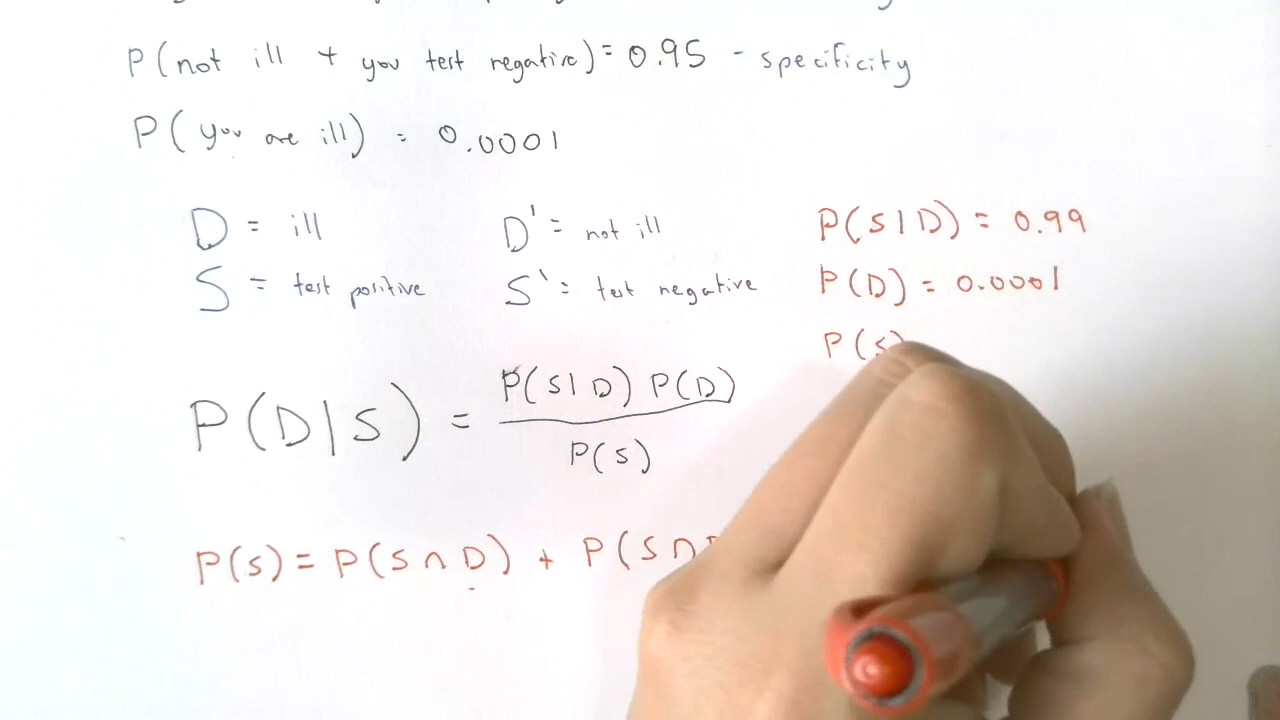 P(not ill + you test negative) = 0.95 - specificity
P(you are ill) = 0.0001
D = ill D' = not ill P(S|D) = 0.99
S = test positive S' = test negative P(D) = 0.0001
P(S)
P(D|S) = P(S|D) P(D)
P(S)
P(S) = P(S∩D) + P(S∩